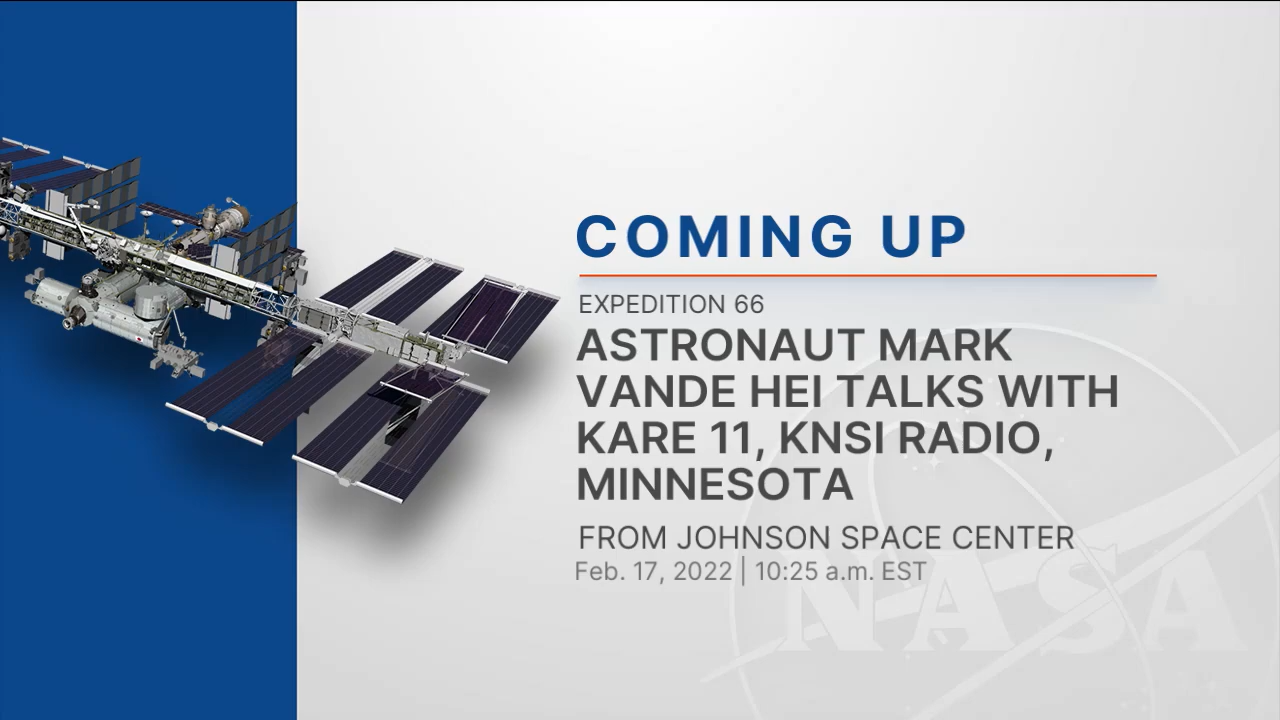 COMING UP
EXPEDITION 66
ASTRONAUT MARK
VANDE HEI TALKS WITH
KARE 11, KNSI RADIO,
MINNESOTA
FROM JOHNSON SPACE CENTER
Feb. 17, 2022 | 10:25 a.m. EST
NASA